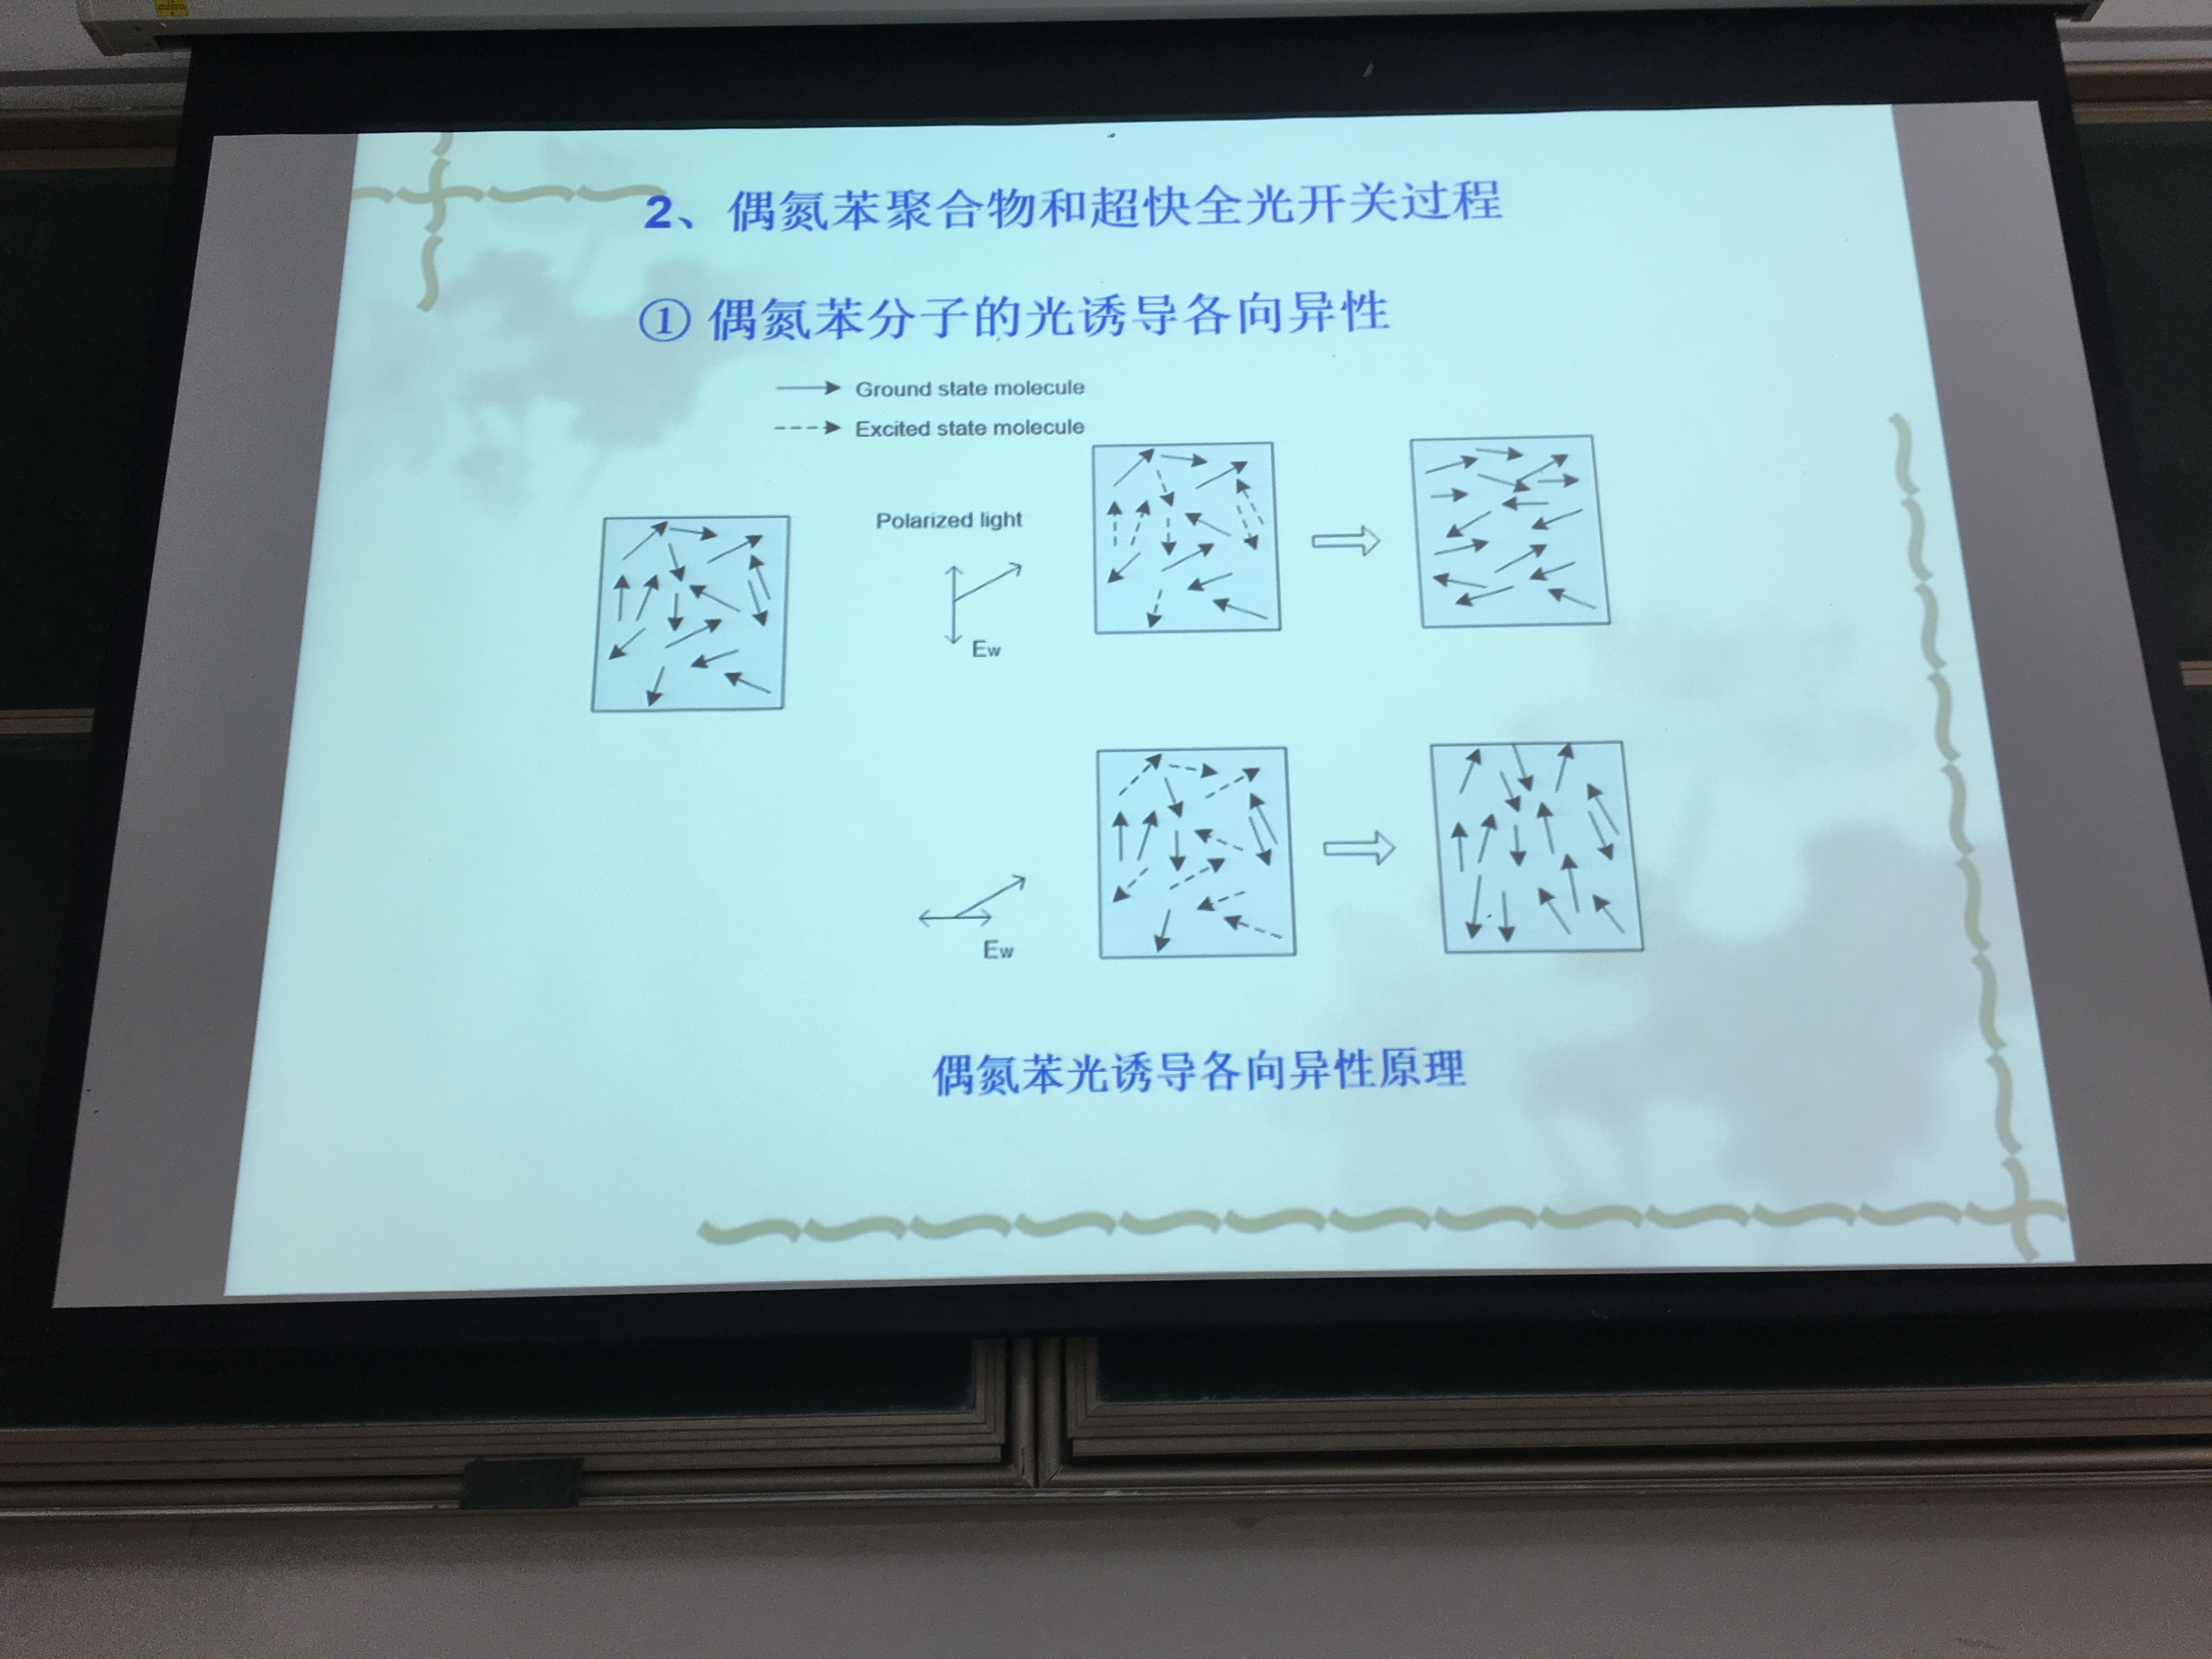 2、偶氮苯聚合物和超快全光开关过程
① 偶氮苯分子的光诱导各向异性
Ground state molecule
Excited state molecule
Polarized light
Ew
Ew
偶氮苯光诱导各向异性原理